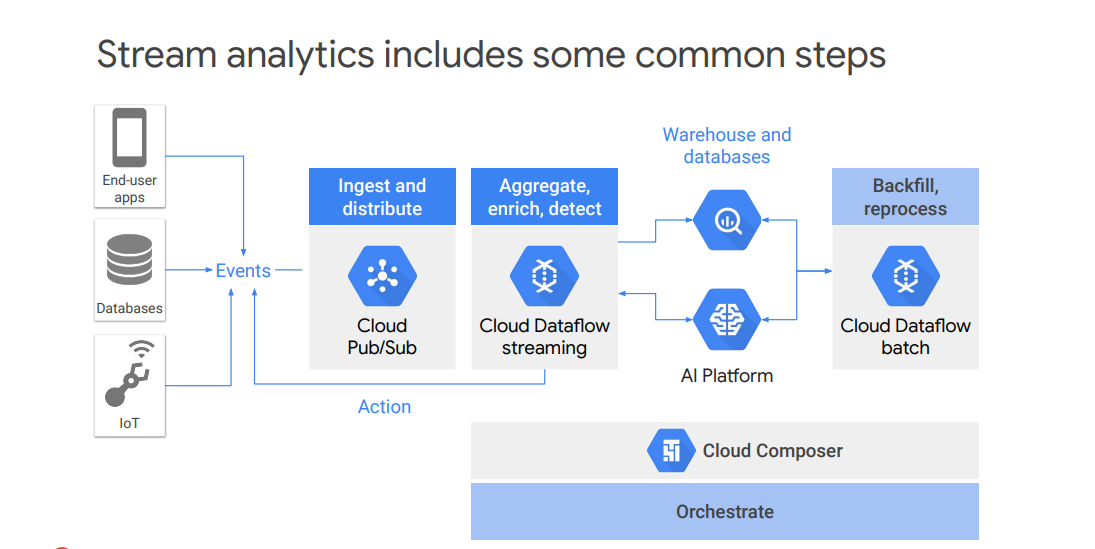 Stream analytics includes some common steps
End-user
apps
Databases
IoT
Events
Ingest and
distribute
Cloud
Pub/Sub
Aggregate,
enrich, detect
Cloud Dataflow
streaming
Action
Warehouse and
databases
AI Platform
Backfill,
reprocess
Cloud Dataflow
batch
Cloud Composer
Orchestrate